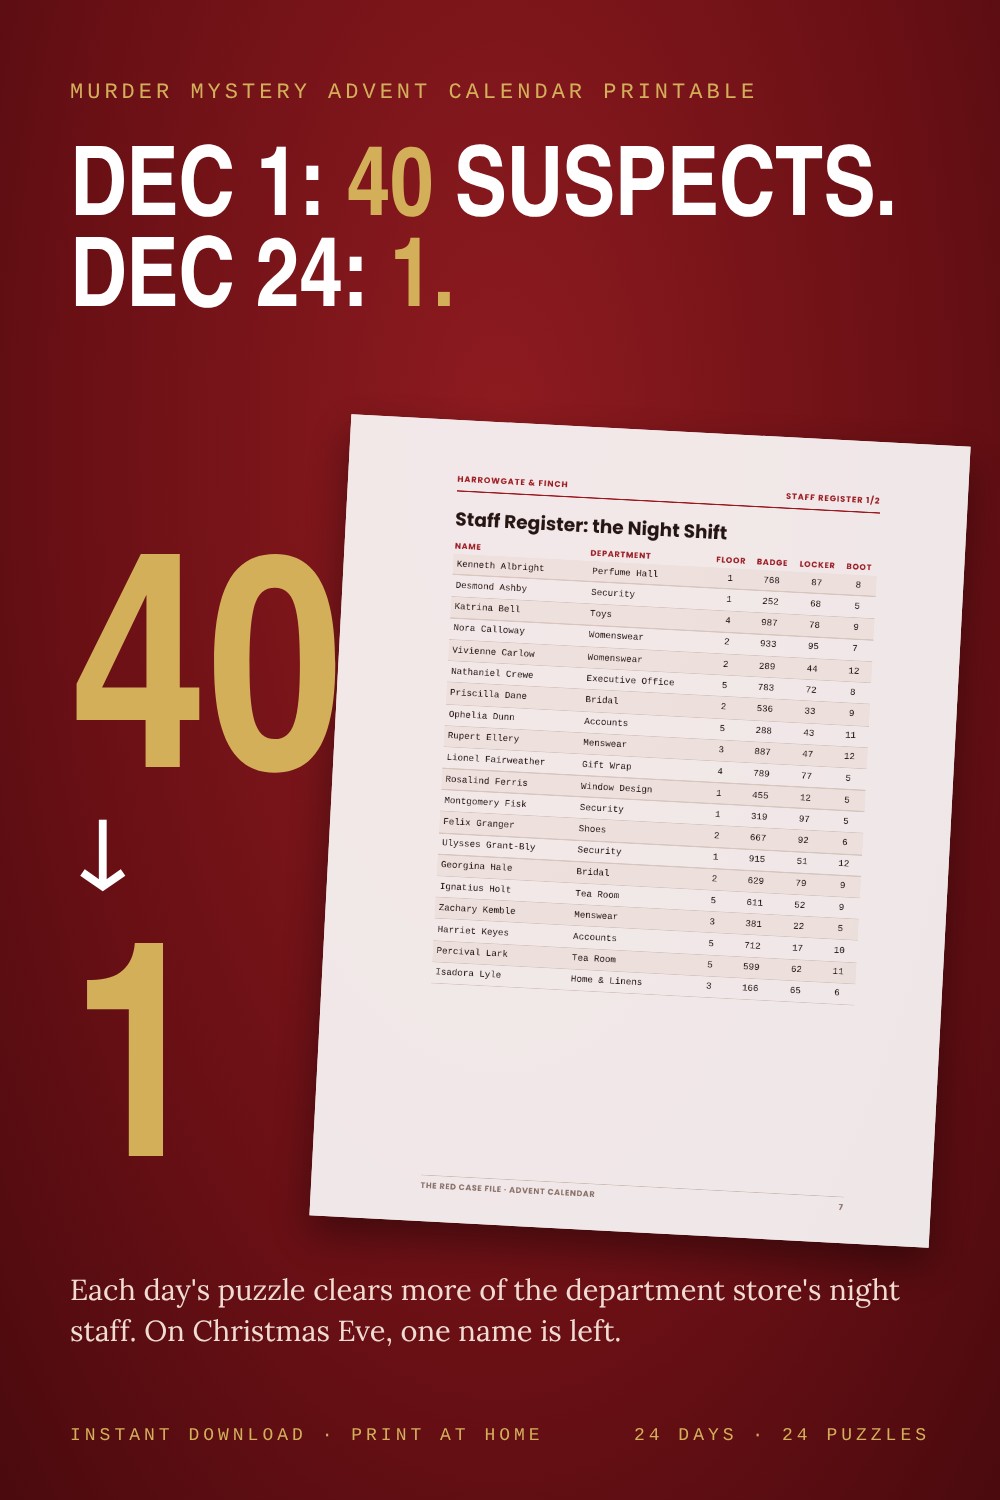 MURDER MYSTERY ADVENT CALENDAR PRINTABLE
DEC 1: 40 SUSPECTS.
DEC 24: 1.
40
↓
1
HARROWGATE & FINCH STAFF REGISTER 1/2
Staff Register: the Night Shift
NAME DEPARTMENT FLOOR BADGE LOCKER BOOT
Kenneth Albright Perfume Hall 1 768 87 8
Desmond Ashby Security 1 252 68 5
Katrina Bell Toys 4 987 78 9
Nora Calloway Womenswear 2 933 95 7
Vivienne Carlow Womenswear 2 289 44 12
Nathaniel Crewe Executive Office 5 783 72 8
Priscilla Dane Bridal 2 536 33 9
Ophelia Dunn Accounts 5 288 43 11
Rupert Ellery Menswear 3 887 47 12
Lionel Fairweather Gift Wrap 4 789 77 5
Rosalind Ferris Window Design 1 455 12 5
Montgomery Fisk Security 1 319 97 5
Felix Granger Shoes 2 667 92 6
Ulysses Grant-Bly Security 1 915 51 12
Georgina Hale Bridal 2 629 79 9
Ignatius Holt Tea Room 5 611 52 9
Zachary Kemble Menswear 3 381 22 5
Harriet Keyes Accounts 5 712 17 10
Percival Lark Tea Room 5 599 62 11
Isadora Lyle Home & Linens 3 166 65 6
THE RED CASE FILE · ADVENT CALENDAR 7
Each day's puzzle clears more of the department store's night
staff. On Christmas Eve, one name is left.
INSTANT DOWNLOAD · PRINT AT HOME 24 DAYS · 24 PUZZLES